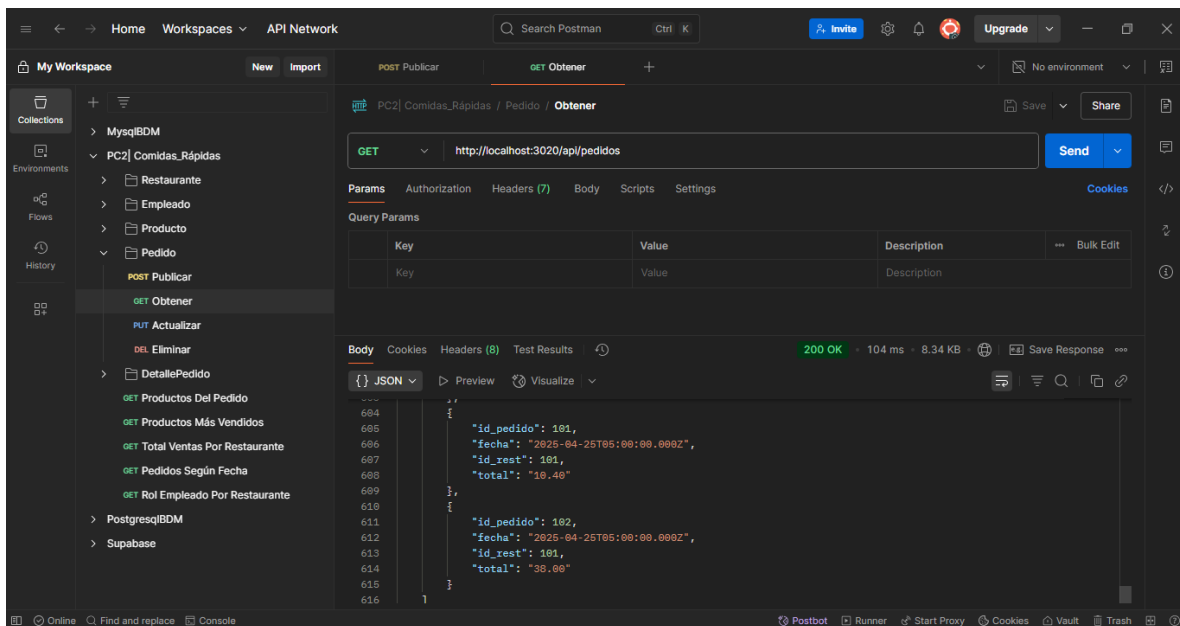 Home Workspaces API Network Search Postman Ctrl K Invite Upgrade
My Workspace New Import POST Publicar GET Obtener No environment
Collections
Environments
Flows
History
MysqlBDM
PC2| Comidas_Rápidas
Restaurante
Empleado
Producto
Pedido
POST Publicar
GET Obtener
PUT Actualizar
DEL Eliminar
DetallePedido
GET Productos Del Pedido
GET Productos Más Vendidos
GET Total Ventas Por Restaurante
GET Pedidos Según Fecha
GET Rol Empleado Por Restaurante
PostgresqlBDM
Supabase
HTTP PC2| Comidas_Rápidas / Pedido / Obtener Save Share
GET http://localhost:3020/api/pedidos Send
Params Authorization Headers (7) Body Scripts Settings Cookies
Query Params
Key Value Description Bulk Edit
Key Value Description
Body Cookies Headers (8) Test Results 200 OK 104 ms 8.34 KB Save Response
{} JSON Preview Visualize
603 },
604 {
605 "id_pedido": 101,
606 "fecha": "2025-04-25T05:00:00.000Z",
607 "id_rest": 101,
608 "total": "10.40"
609 },
610 {
611 "id_pedido": 102,
612 "fecha": "2025-04-25T05:00:00.000Z",
613 "id_rest": 101,
614 "total": "38.00"
615 }
616 ]
Online Find and replace Console Postbot Runner Start Proxy Cookies Vault Trash